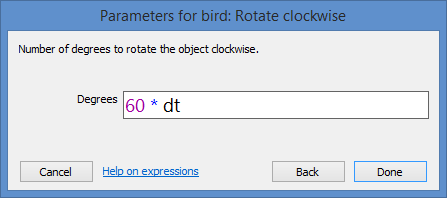 Parameters for bird: Rotate clockwise
Number of degrees to rotate the object clockwise.
Degrees 60 * dt
Cancel Help on expressions Back Done